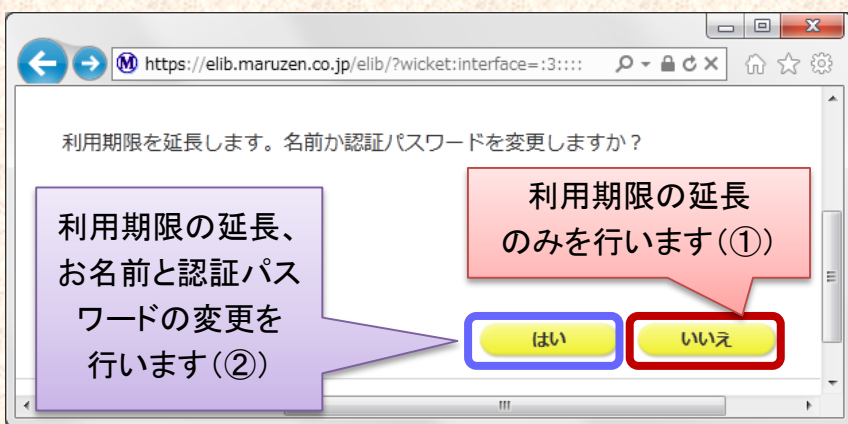 https://elib.maruzen.co.jp/elib/?wicket:interface=:3::::
利用期限を延長します。名前か認証パスワードを変更しますか？
利用期限の延長、
お名前と認証パス
ワードの変更を
行います（②）
利用期限の延長
のみを行います（①）
はい
いいえ